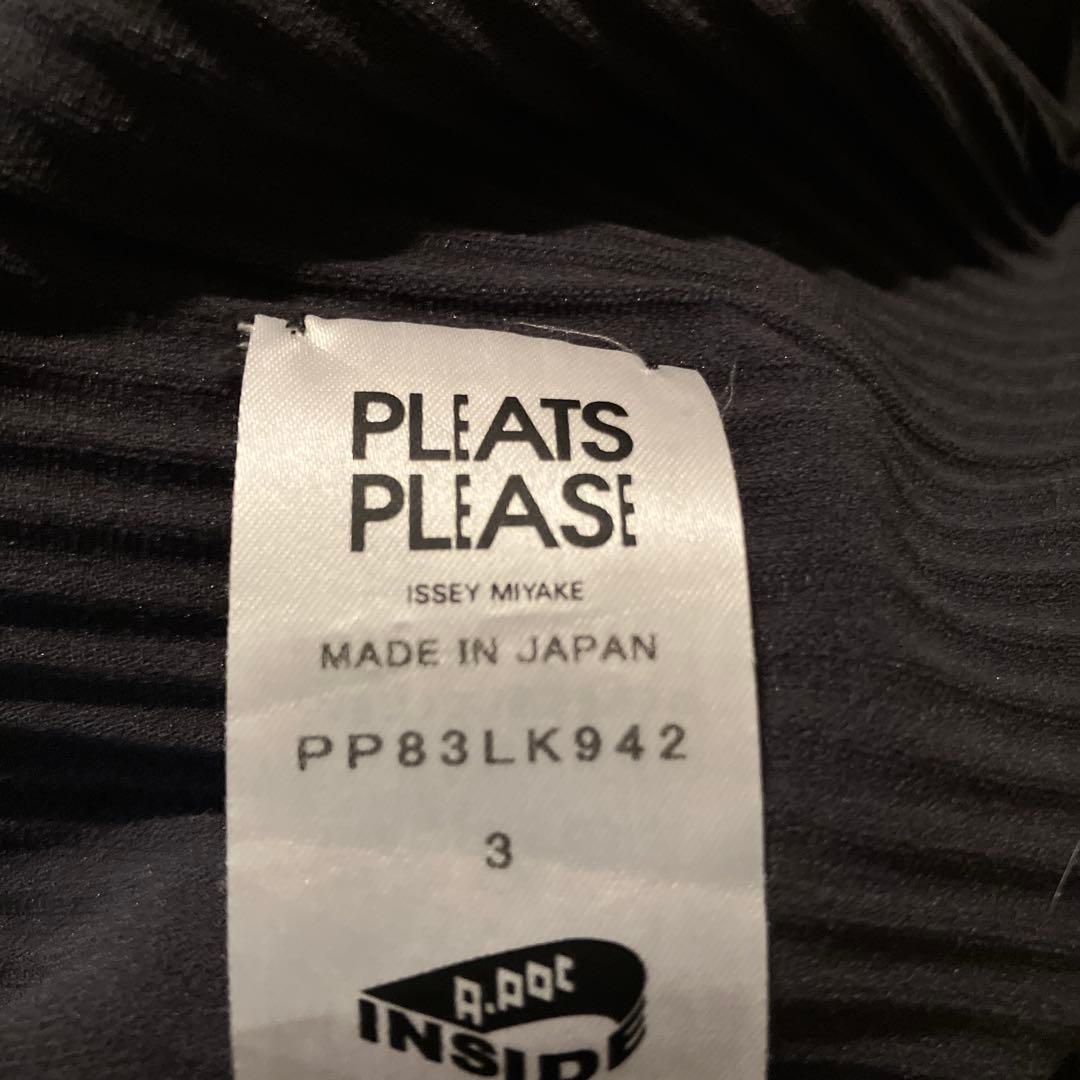 PLEATS
PLEASE
ISSEY MIYAKE
MADE IN JAPAN
PP83LK942
3
A.POC
INSIDE